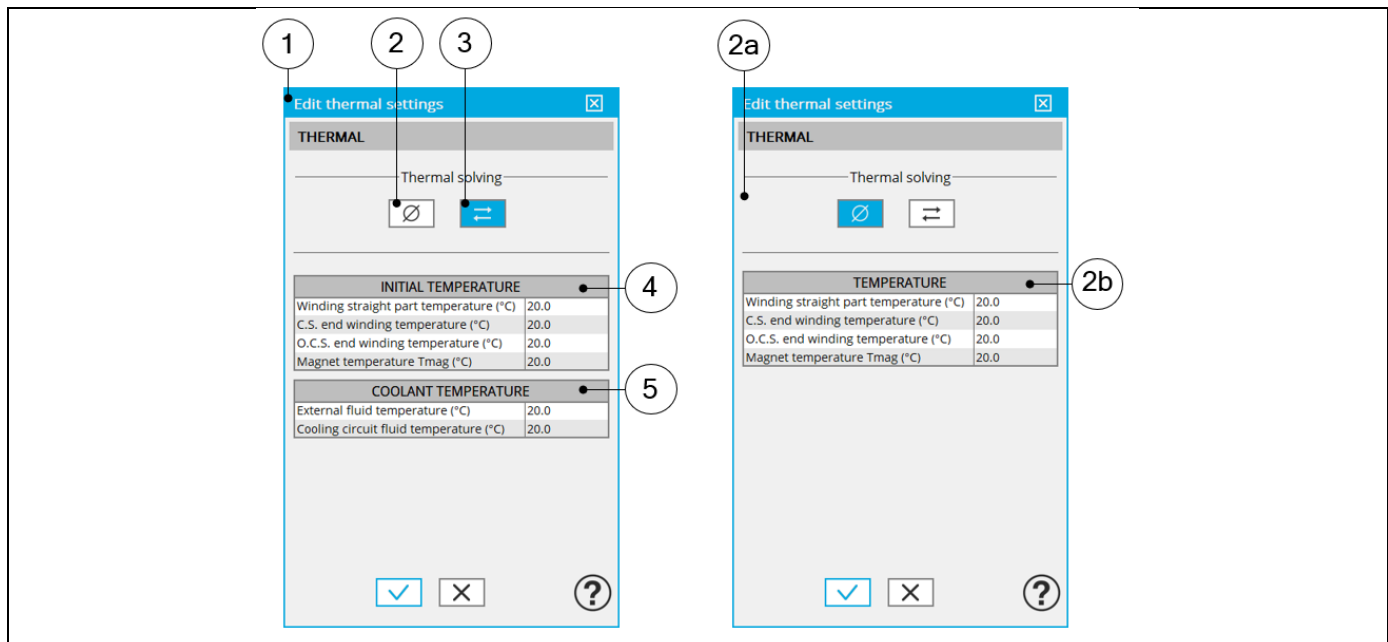 1 2 3 2a
Edit thermal settings
THERMAL
Thermal solving
INITIAL TEMPERATURE 4
Winding straight part temperature (°C) 20.0
C.S. end winding temperature (°C) 20.0
O.C.S. end winding temperature (°C) 20.0
Magnet temperature Tmag (°C) 20.0
COOLANT TEMPERATURE 5
External fluid temperature (°C) 20.0
Cooling circuit fluid temperature (°C) 20.0
?
Edit thermal settings
THERMAL
Thermal solving
TEMPERATURE 2b
Winding straight part temperature (°C) 20.0
C.S. end winding temperature (°C) 20.0
O.C.S. end winding temperature (°C) 20.0
Magnet temperature Tmag (°C) 20.0
?